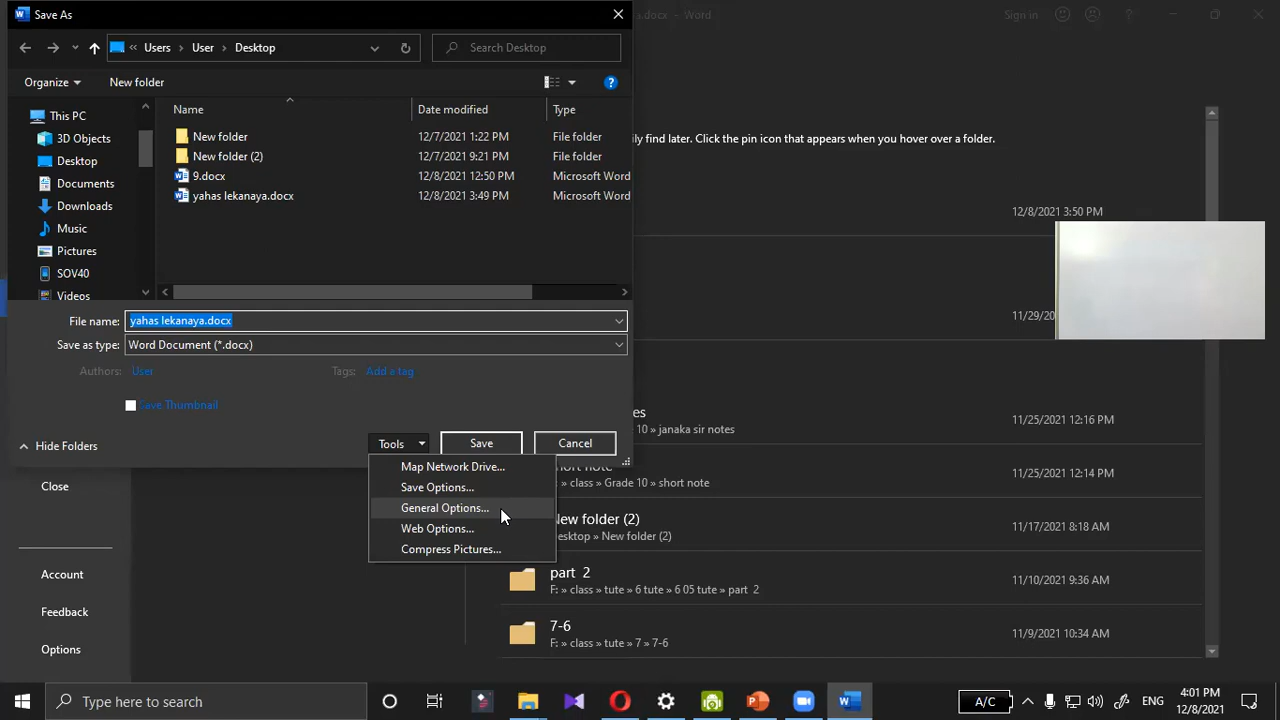 Save As
.docx - Word
Sign in
Users
User
Desktop
Search Desktop
Organize
New folder
Name
Date modified
Type
This PC
3D Objects
Desktop
Documents
Downloads
Music
Pictures
SOV40
Videos
New folder 12/7/2021 1:22 PM File folder
New folder (2) 12/7/2021 9:21 PM File folder
9.docx 12/8/2021 12:50 PM Microsoft Word
yahas lekanaya.docx 12/8/2021 3:49 PM Microsoft Word
File name: yahas lekanaya.docx
Save as type: Word Document (*.docx)
Authors: User
Tags: Add a tag
Save Thumbnail
Hide Folders
Tools
Save
Cancel
Map Network Drive...
Save Options...
General Options...
Web Options...
Compress Pictures...
Close
Account
Feedback
Options
find later. Click the pin icon that appears when you hover over a folder.
12/8/2021 3:50 PM
11/29/20
10 » janaka sir notes
11/25/2021 12:16 PM
short note
» class » Grade 10 » short note
11/25/2021 12:14 PM
New folder (2)
Desktop » New folder (2)
11/17/2021 8:18 AM
part 2
F: » class » tute » 6 tute » 6 05 tute » part 2
11/10/2021 9:36 AM
7-6
F: » class » tute » 7 » 7-6
11/9/2021 10:34 AM
Type here to search
A/C
ENG
4:01 PM
12/8/2021